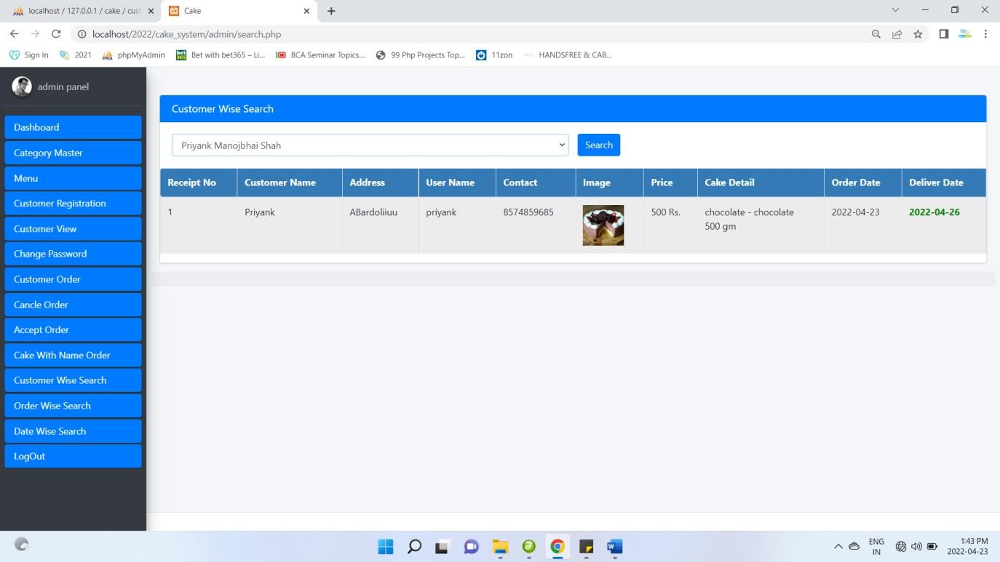 localhost / 127.0.0.1 / cake / cust
Cake
localhost/2022/cake_system/admin/search.php
Sign In
2021
phpMyAdmin
Bet with bet365 – Li...
BCA Seminar Topics...
99 Php Projects Top...
11zon
HANDSFREE & CAB...
admin panel
Dashboard
Category Master
Menu
Customer Registration
Customer View
Change Password
Customer Order
Cancle Order
Accept Order
Cake With Name Order
Customer Wise Search
Order Wise Search
Date Wise Search
LogOut
Customer Wise Search
Priyank Manojbhai Shah
Search
Receipt No Customer Name Address User Name Contact Image Price Cake Detail Order Date Deliver Date
1 Priyank ABardoliiuu priyank 8574859685 500 Rs. chocolate - chocolate 2022-04-23 2022-04-26
500 gm
ENG
IN
1:43 PM
2022-04-23